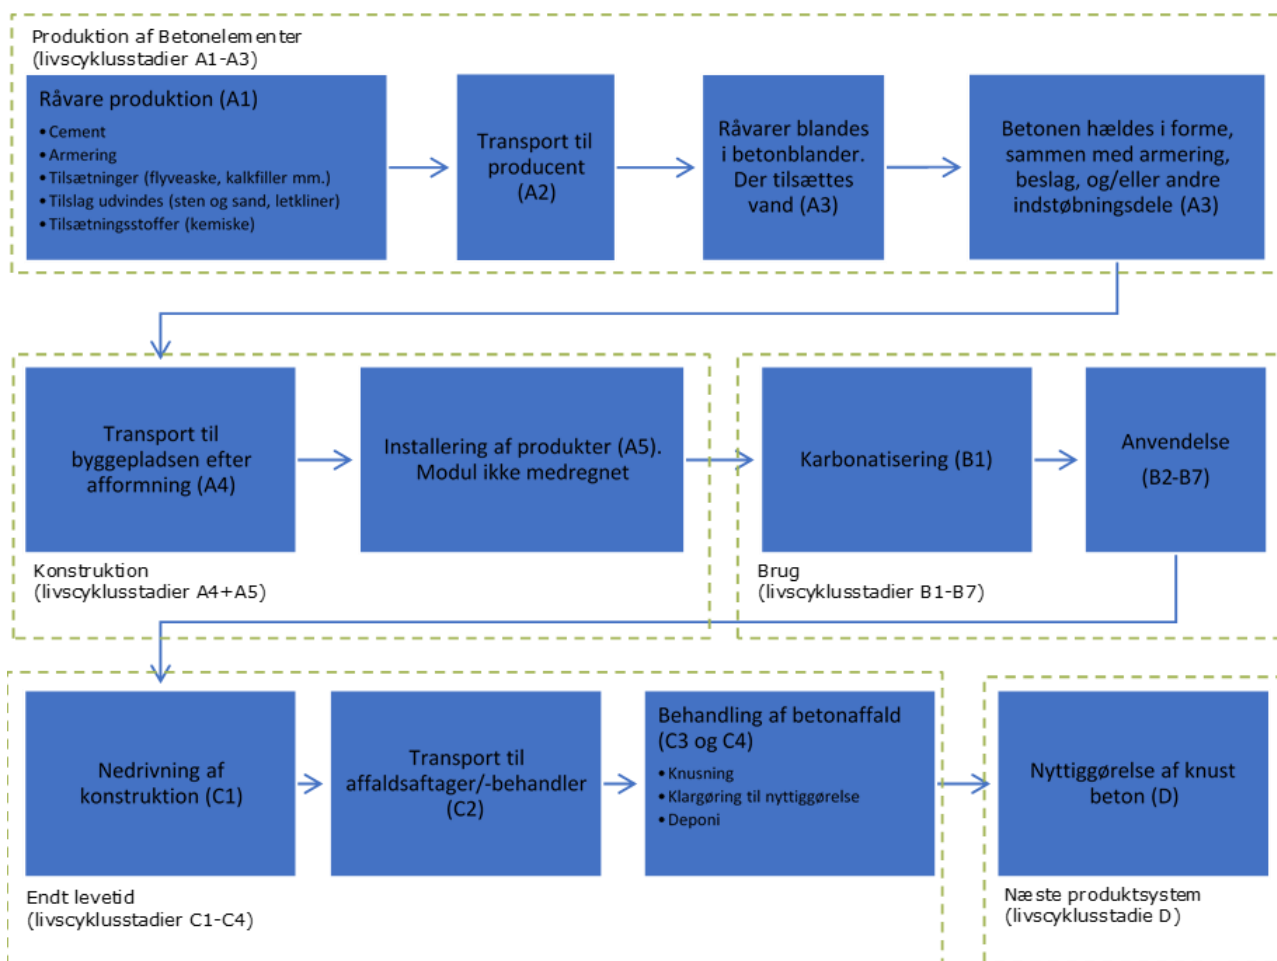 Produktion af Betonelementer
(livscyklusstadier A1-A3)
Råvare produktion (A1)
• Cement
• Armering
• Tilsætninger (flyveaske, kalkfiller mm.)
• Tilslag udvindes (sten og sand, letkliner)
• Tilsætningsstoffer (kemiske)
Transport til
producent
(A2)
Råvarer blandes
i betonblander.
Der tilsættes
vand (A3)
Betonen hældes i forme,
sammen med armering,
beslag, og/eller andre
indstøbningsdele (A3)
Transport til
byggepladsen efter
afformning (A4)
Installering af produkter (A5).
Modul ikke medregnet
Konstruktion
(livscyklusstadier A4+A5)
Karbonatisering (B1)
Anvendelse
(B2-B7)
Brug
(livscyklusstadier B1-B7)
Nedrivning af
konstruktion (C1)
Transport til
affaldsaftager/-behandler
(C2)
Behandling af betonaffald
(C3 og C4)
• Knusning
• Klargøring til nyttiggørelse
• Deponi
Endt levetid
(livscyklusstadier C1-C4)
Nyttiggørelse af knust
beton (D)
Næste produktsystem
(livscyklusstadie D)